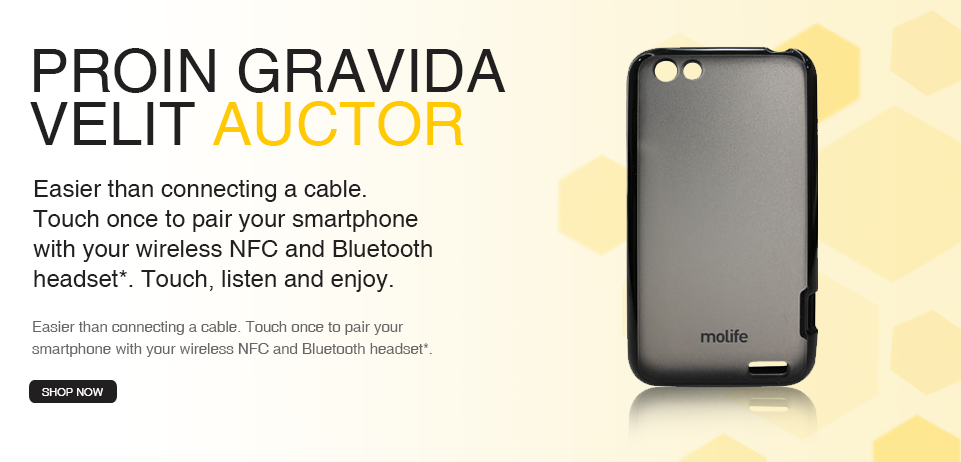 PROIN GRAVIDA
VELIT AUCTOR
Easier than connecting a cable.
Touch once to pair your smartphone
with your wireless NFC and Bluetooth
headset*. Touch, listen and enjoy.
Easier than connecting a cable. Touch once to pair your
smartphone with your wireless NFC and Bluetooth headset*.
SHOP NOW
molife